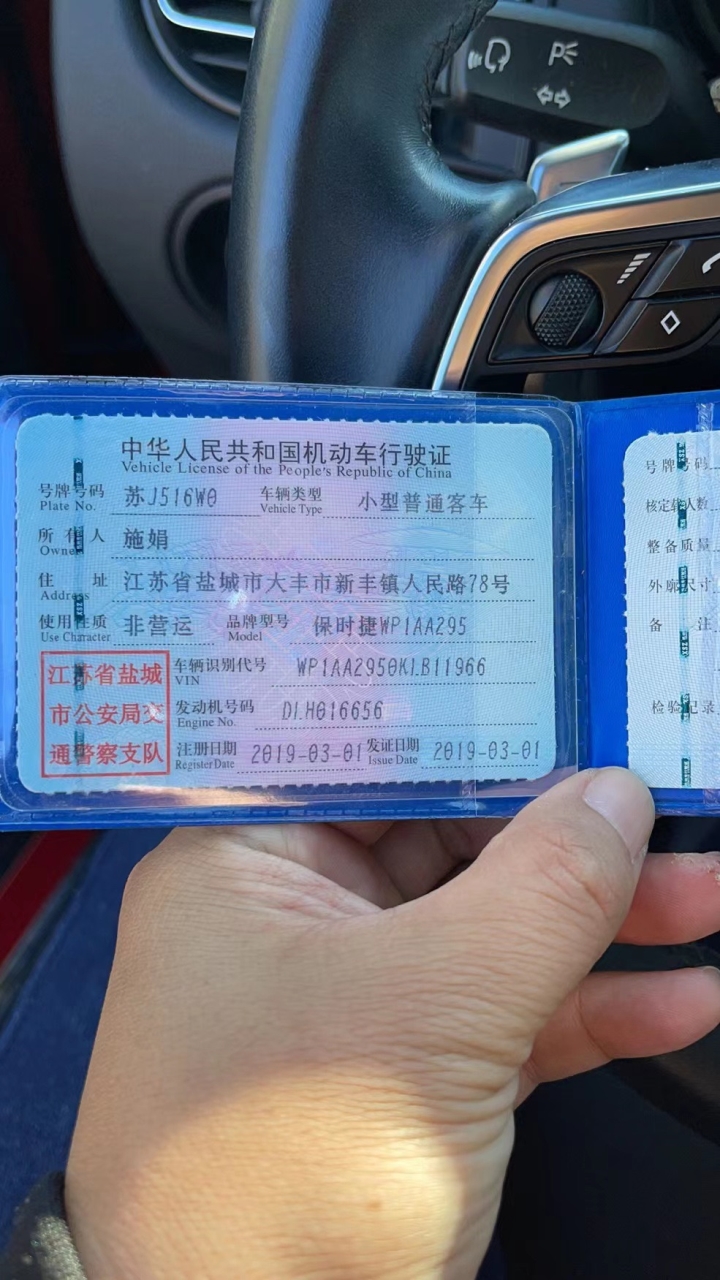 中华人民共和国机动车行驶证
Vehicle License of the People's Republic of China
号牌号码 Plate No. 苏J516W0 车辆类型 Vehicle Type 小型普通客车
所有人 Owner 施娟
住址 Address 江苏省盐城市大丰市新丰镇人民路78号
使用性质 Use Character 非营运 品牌型号 Model 保时捷WP1AA295
车辆识别代号 VIN WP1AA2950KLB11966
发动机号码 Engine No. DLH016656
注册日期 Register Date 2019-03-01 发证日期 Issue Date 2019-03-01
江苏省盐城
市公安局交
通警察支队
号牌号码
核定载人数
整备质量
外廓尺寸
备注
检验记录